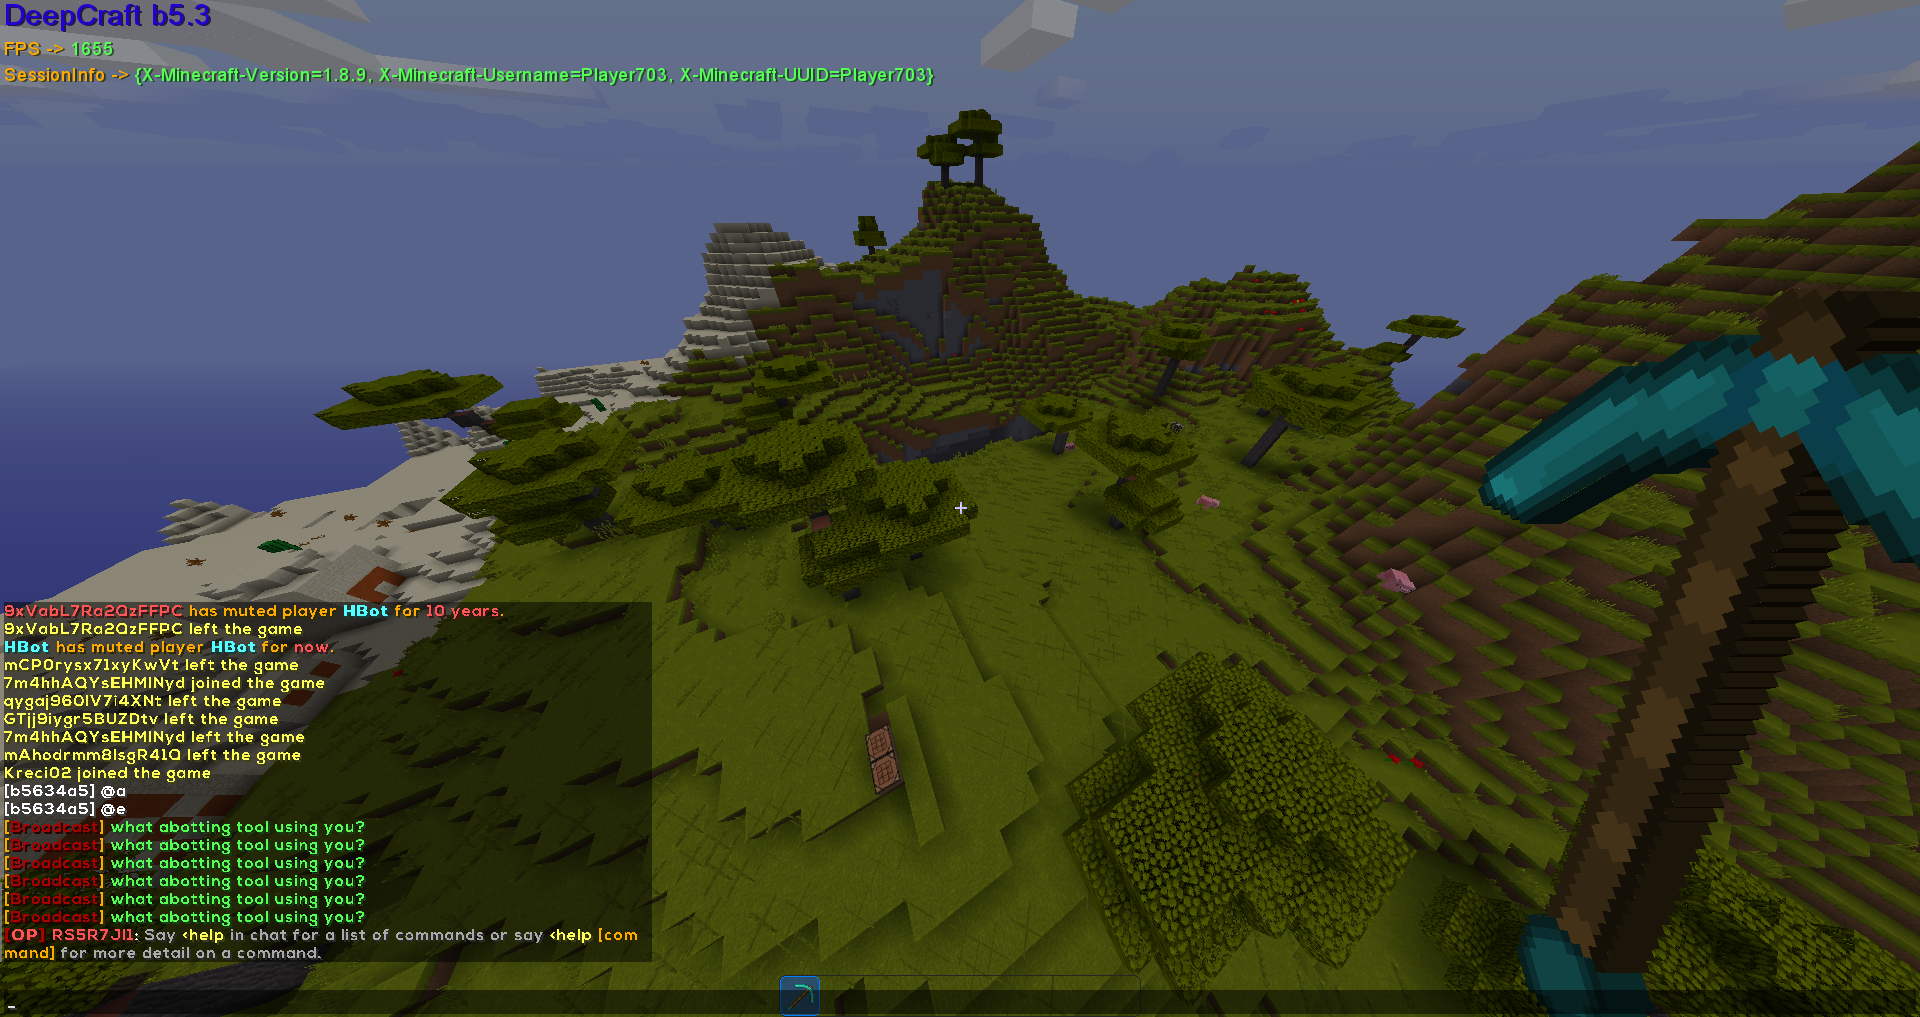 DeepCraft b5.3
FPS -> 1655
SessionInfo -> {X-Minecraft-Version=1.8.9, X-Minecraft-Username=Player703, X-Minecraft-UUID=Player703}
9xVabL7Ra2QzFFPC has muted player HBot for 10 years.
9xVabL7Ra2QzFFPC left the game
HBot has muted player HBot for now.
mCP0rysx71xyKwVt left the game
7m4hhAQYsEHMINyd joined the game
qygaj960IV7i4XNt left the game
GTjj9iygr5BUZDtv left the game
7m4hhAQYsEHMINyd left the game
mAhodrmm8IsgR41Q left the game
Kreci02 joined the game
[b5634a5] @a
[b5634a5] @e
[Broadcast] what abotting tool using you?
[Broadcast] what abotting tool using you?
[Broadcast] what abotting tool using you?
[Broadcast] what abotting tool using you?
[Broadcast] what abotting tool using you?
[Broadcast] what abotting tool using you?
[OP] RS5R7JI1: Say <help in chat for a list of commands or say <help [com
mand] for more detail on a command.
_